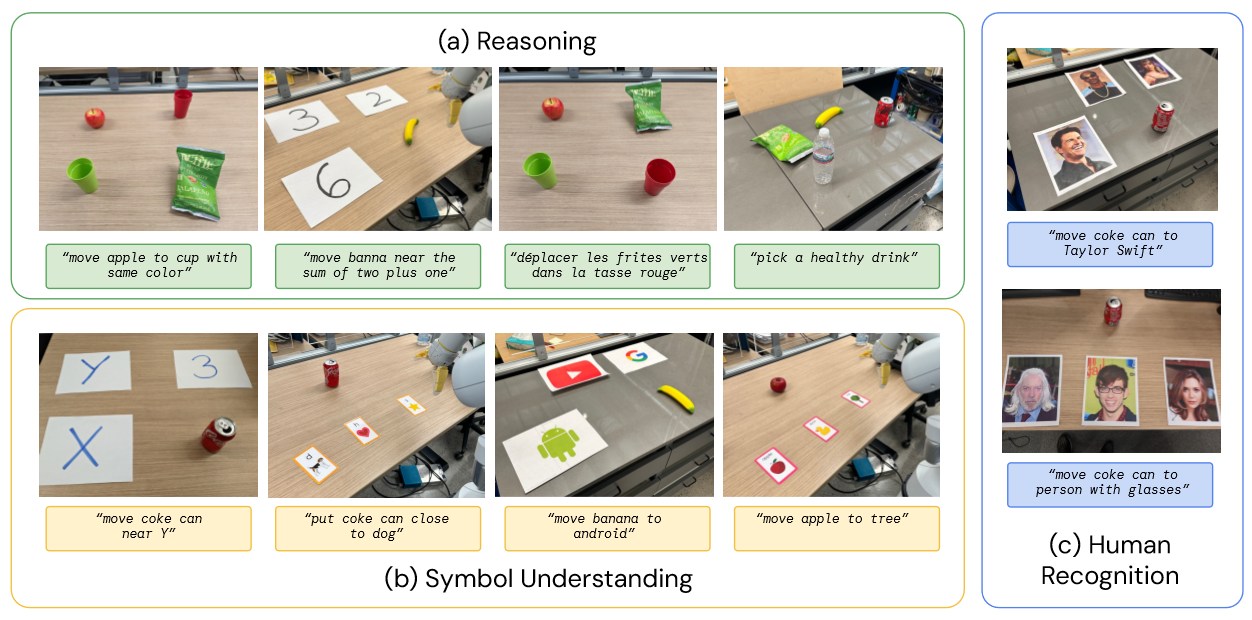 (a) Reasoning
3
2
6
JALAPEÑO
“move apple to cup with
same color”
“move banna near the
sum of two plus one”
“déplacer les frites verts
dans la tasse rouge”
“pick a healthy drink”
Y
3
X
“move coke can
near Y”
“put coke can close
to dog”
“move banana to
android”
“move apple to tree”
(b) Symbol Understanding
“move coke can to
Taylor Swift”
“move coke can to
person with glasses”
(c) Human
Recognition